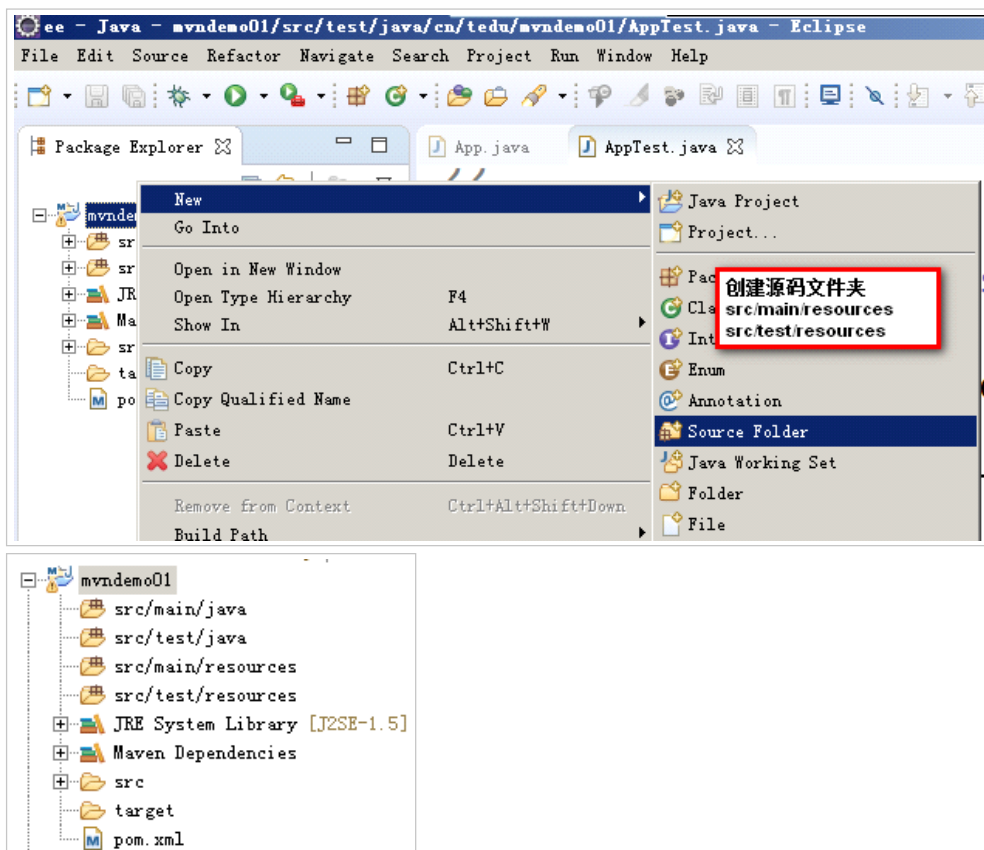 ee - Java - mvndemo01/src/test/java/cn/tedu/mvndemo01/AppTest.java - Eclipse
File Edit Source Refactor Navigate Search Project Run Window Help
Package Explorer
App.java
AppTest.java
mvnde
sr
sr
JR
Ma
sr
ta
po
New
Go Into
Open in New Window
Open Type Hierarchy F4
Show In Alt+Shift+W
Copy Ctrl+C
Copy Qualified Name
Paste Ctrl+V
Delete Delete
Remove from Context Ctrl+Alt+Shift+Down
Build Path
Java Project
Project...
Pac
Cla
Int
Enum
Annotation
Source Folder
Java Working Set
Folder
File
创建源码文件夹
src/main/resources
src/test/resources
mvndemo01
src/main/java
src/test/java
src/main/resources
src/test/resources
JRE System Library [J2SE-1.5]
Maven Dependencies
src
target
pom.xml